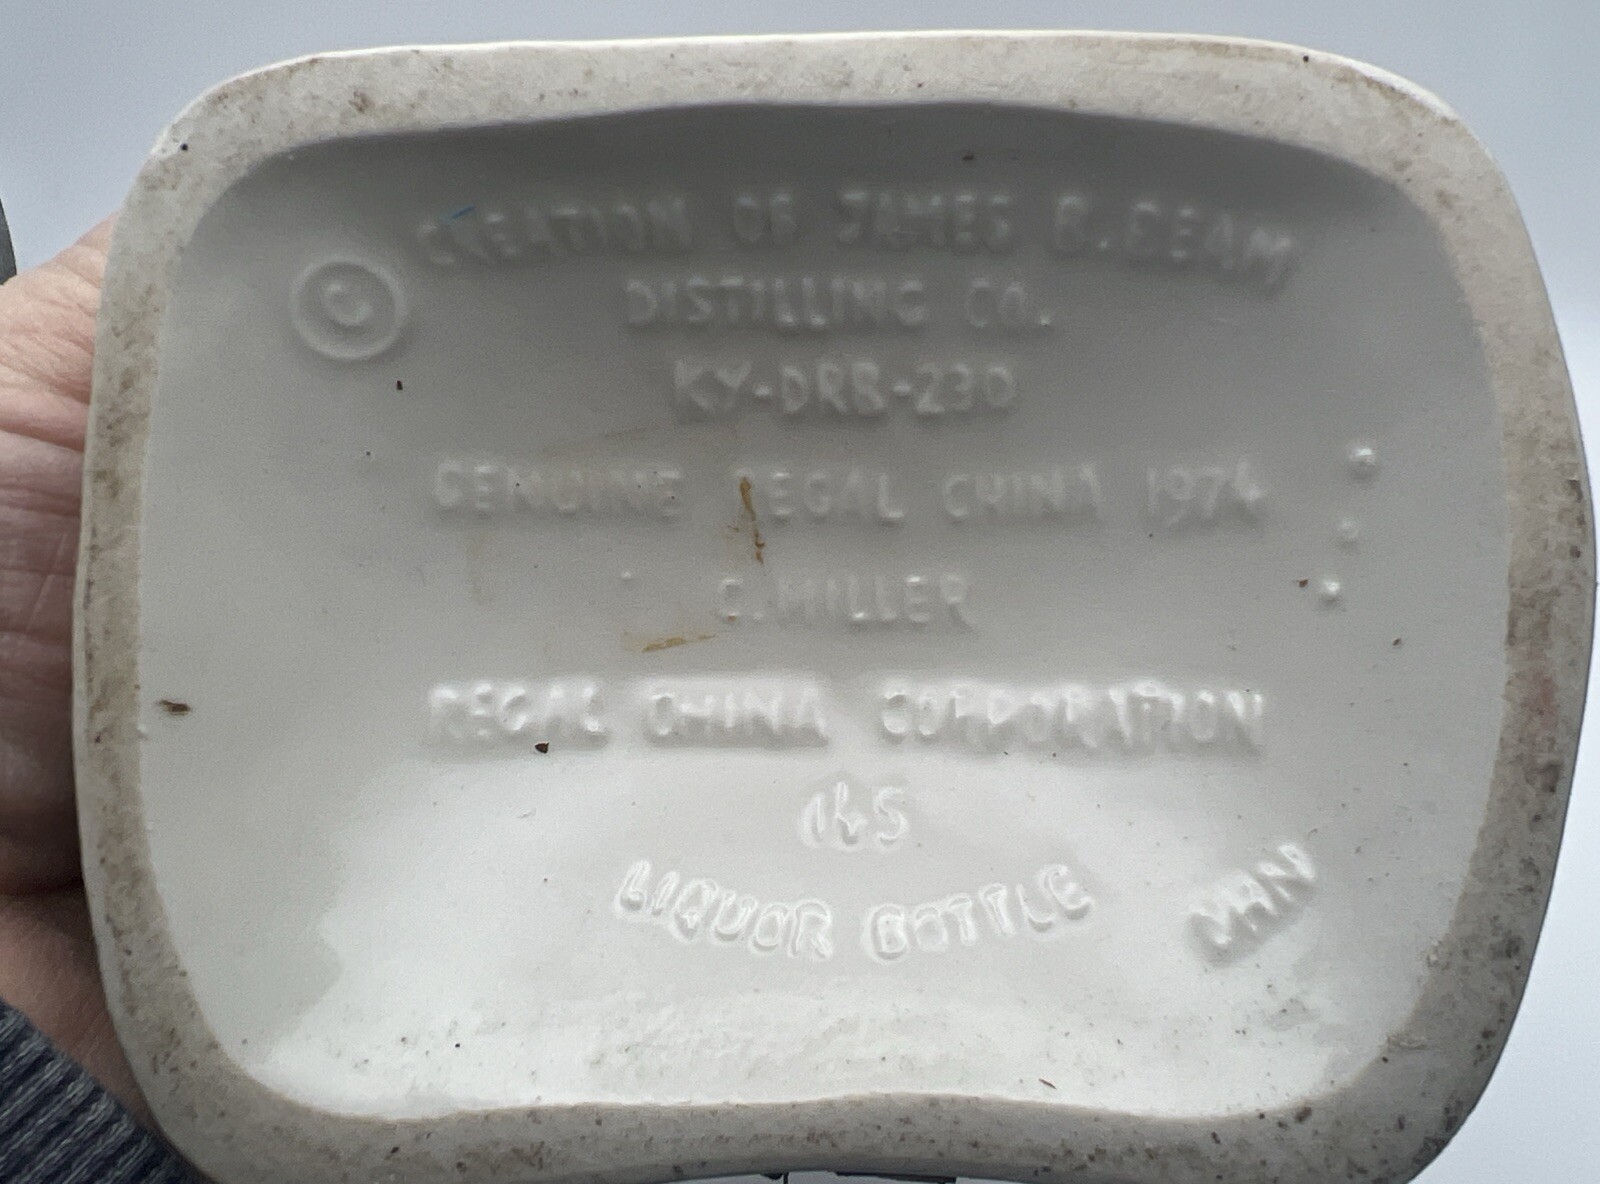 © CREATION OF JAMES B. BEAM
DISTILLING CO.
KY-DRB-230
GENUINE REGAL CHINA 1974
C. MILLER
REGAL CHINA CORPORATION
165
LIQUOR BOTTLE